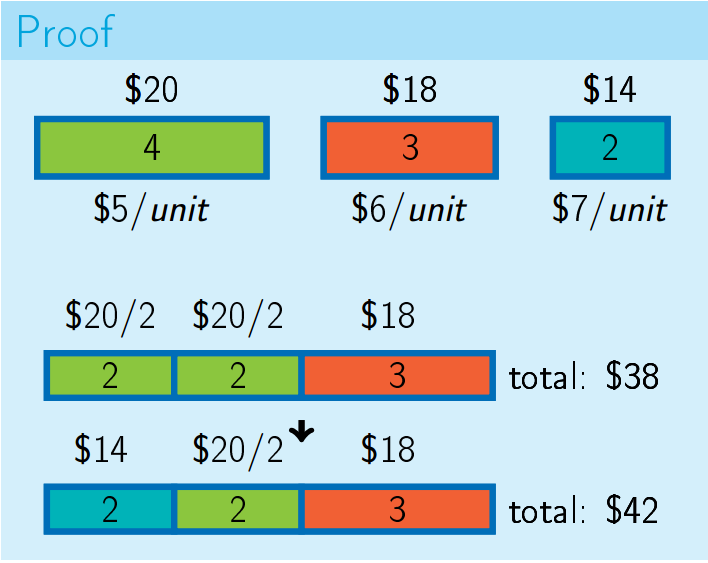 Proof
$20 $18 $14
4 3 2
$5/unit $6/unit $7/unit
$20/2 $20/2 $18
2 2 3 total: $38
$14 $20/2 $18
2 2 3 total: $42